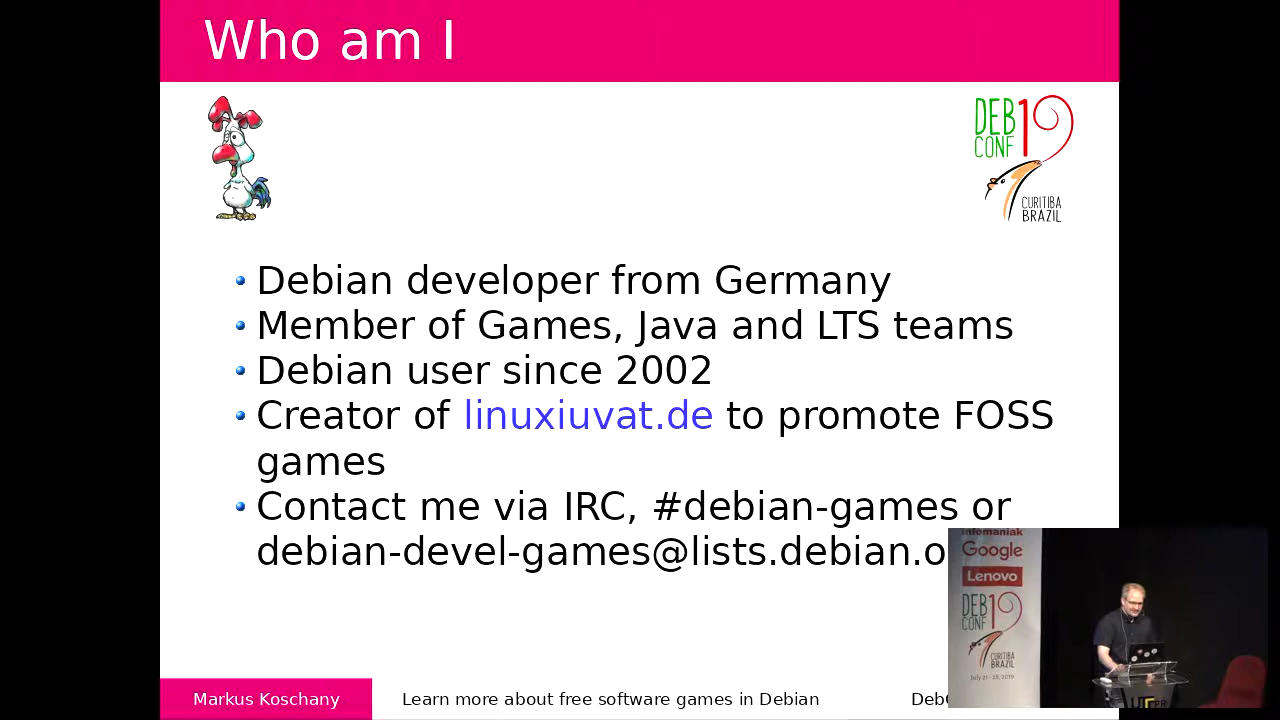 Who am I
DEB
CONF
19
CURITIBA
BRAZIL
Debian developer from Germany
Member of Games, Java and LTS teams
Debian user since 2002
Creator of linuxiuvat.de to promote FOSS
games
Contact me via IRC, #debian-games or
debian-devel-games@lists.debian.o
Infomaniak
Google
Lenovo
DEB
CONF
19
CURITIBA
BRAZIL
July 21 - 28, 2019
Markus Koschany
Learn more about free software games in Debian
Deb